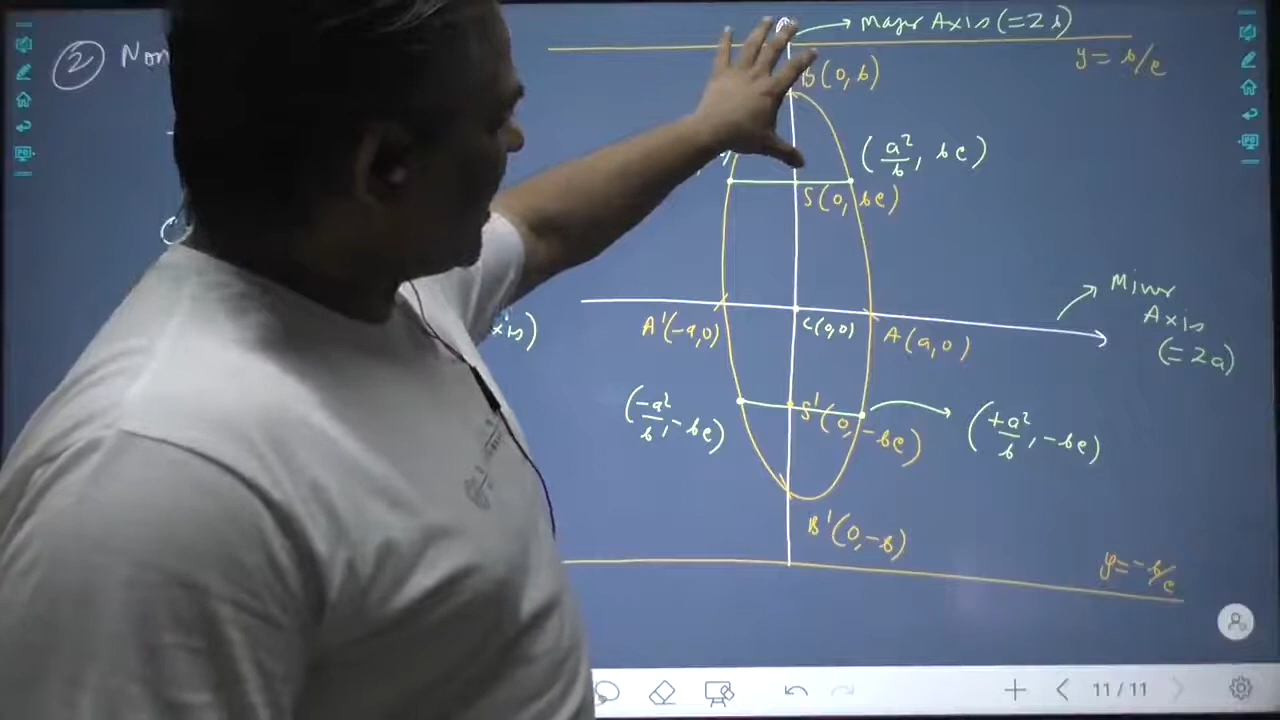 ②
Major Axis (=2b)
y = b/e
B(0, b)
(a²/b, be)
S(0, be)
Minor
Axis
(=2a)
A'(-a,0)
C(0,0)
A(a,0)
(-a²/b, -be)
S'(0, -be)
(+a²/b, -be)
B'(0,-b)
y = -b/e
11 / 11